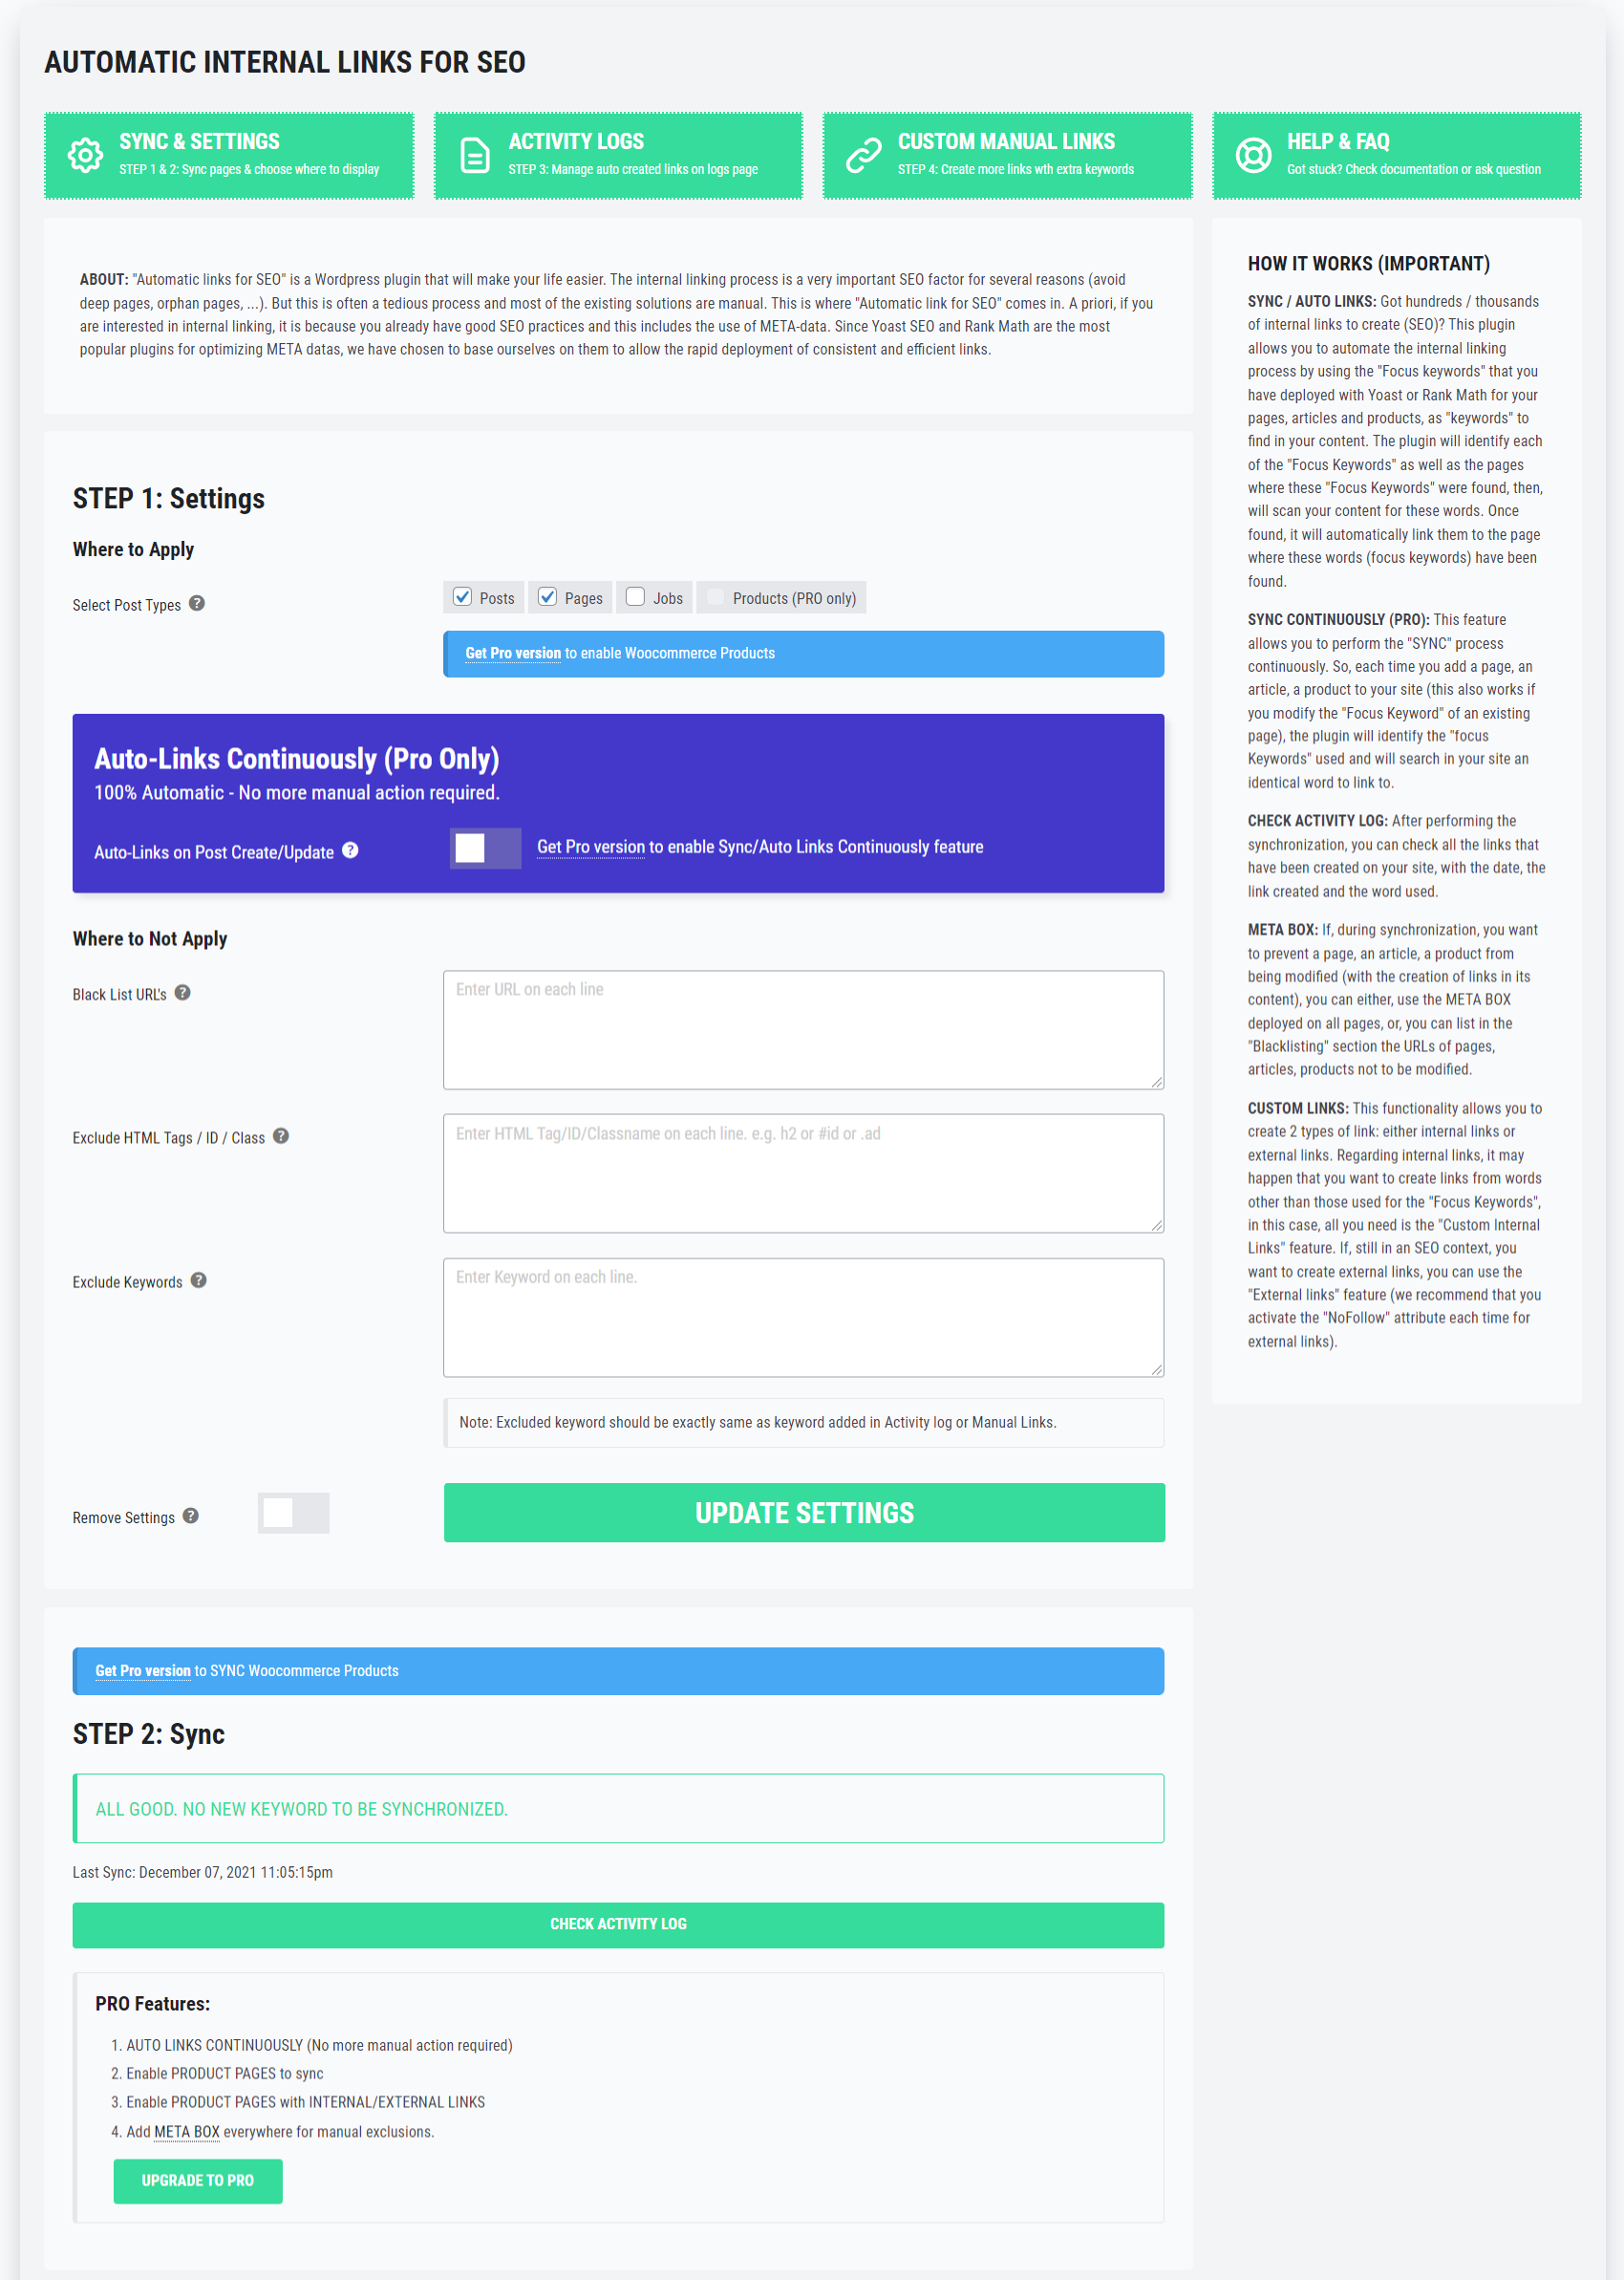 AUTOMATIC INTERNAL LINKS FOR SEO
SYNC & SETTINGS
STEP 1 & 2: Sync pages & choose where to display
ACTIVITY LOGS
STEP 3: Manage auto created links on logs page
CUSTOM MANUAL LINKS
STEP 4: Create more links wth extra keywords
HELP & FAQ
Got stuck? Check documentation or ask question
ABOUT: "Automatic links for SEO" is a Wordpress plugin that will make your life easier. The internal linking process is a very important SEO factor for several reasons (avoid
deep pages, orphan pages, ...). But this is often a tedious process and most of the existing solutions are manual. This is where "Automatic link for SEO" comes in. A priori, if you
are interested in internal linking, it is because you already have good SEO practices and this includes the use of META-data. Since Yoast SEO and Rank Math are the most
popular plugins for optimizing META datas, we have chosen to base ourselves on them to allow the rapid deployment of consistent and efficient links.
STEP 1: Settings
Where to Apply
Select Post Types ?
Posts
Pages
Jobs
Products (PRO only)
Get Pro version to enable Woocommerce Products
Auto-Links Continuously (Pro Only)
100% Automatic - No more manual action required.
Auto-Links on Post Create/Update ?
Get Pro version to enable Sync/Auto Links Continuously feature
Where to Not Apply
Black List URL's ?
Enter URL on each line
Exclude HTML Tags / ID / Class ?
Enter HTML Tag/ID/Classname on each line. e.g. h2 or #id or .ad
Exclude Keywords ?
Enter Keyword on each line.
Note: Excluded keyword should be exactly same as keyword added in Activity log or Manual Links.
Remove Settings ?
UPDATE SETTINGS
Get Pro version to SYNC Woocommerce Products
STEP 2: Sync
ALL GOOD. NO NEW KEYWORD TO BE SYNCHRONIZED.
Last Sync: December 07, 2021 11:05:15pm
CHECK ACTIVITY LOG
PRO Features:
1. AUTO LINKS CONTINUOUSLY (No more manual action required)
2. Enable PRODUCT PAGES to sync
3. Enable PRODUCT PAGES with INTERNAL/EXTERNAL LINKS
4. Add META BOX everywhere for manual exclusions.
UPGRADE TO PRO
HOW IT WORKS (IMPORTANT)
SYNC / AUTO LINKS: Got hundreds / thousands
of internal links to create (SEO)? This plugin
allows you to automate the internal linking
process by using the "Focus keywords" that you
have deployed with Yoast or Rank Math for your
pages, articles and products, as "keywords" to
find in your content. The plugin will identify each
of the "Focus Keywords" as well as the pages
where these "Focus Keywords" were found, then,
will scan your content for these words. Once
found, it will automatically link them to the page
where these words (focus keywords) have been
found.
SYNC CONTINUOUSLY (PRO): This feature
allows you to perform the "SYNC" process
continuously. So, each time you add a page, an
article, a product to your site (this also works if
you modify the "Focus Keyword" of an existing
page), the plugin will identify the "focus
Keywords" used and will search in your site an
identical word to link to.
CHECK ACTIVITY LOG: After performing the
synchronization, you can check all the links that
have been created on your site, with the date, the
link created and the word used.
META BOX: If, during synchronization, you want
to prevent a page, an article, a product from
being modified (with the creation of links in its
content), you can either, use the META BOX
deployed on all pages, or, you can list in the
"Blacklisting" section the URLs of pages,
articles, products not to be modified.
CUSTOM LINKS: This functionality allows you to
create 2 types of link: either internal links or
external links. Regarding internal links, it may
happen that you want to create links from words
other than those used for the "Focus Keywords",
in this case, all you need is the "Custom Internal
Links" feature. If, still in an SEO context, you
want to create external links, you can use the
"External links" feature (we recommend that you
activate the "NoFollow" attribute each time for
external links).